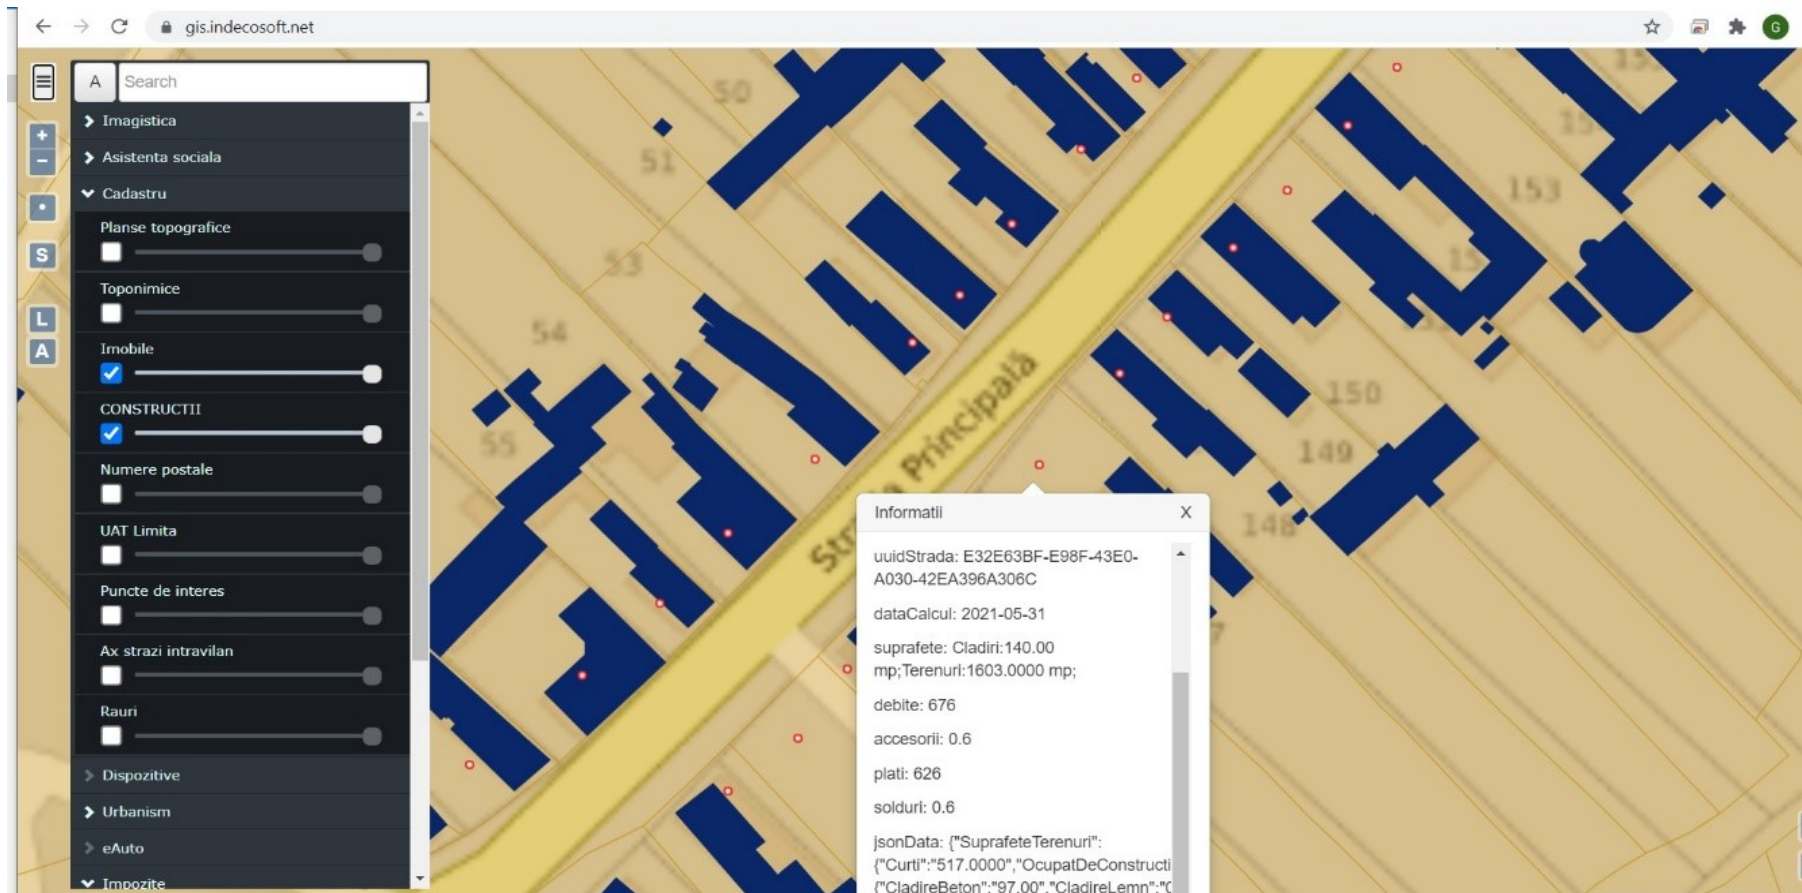 gis.indecosoft.net
G
A
Search
Imagistica
Asistenta sociala
Cadastru
Planse topografice
Toponimice
Imobile
CONSTRUCTII
Numere postale
UAT Limita
Puncte de interes
Ax strazi intravilan
Rauri
Dispozitive
Urbanism
eAuto
Impozite
+
−
S
L
A
50
51
53
54
55
153
150
149
148
Principală
Informatii
X
uuidStrada: E32E63BF-E98F-43E0-
A030-42EA396A306C
dataCalcul: 2021-05-31
suprafete: Cladiri:140.00
mp;Terenuri:1603.0000 mp;
debite: 676
accesorii: 0.6
plati: 626
solduri: 0.6
jsonData: {"SuprafeteTerenuri":
{"Curti":"517.0000","OcupatDeConstructi
{"CladireBeton":"97.00","CladireLemn":"